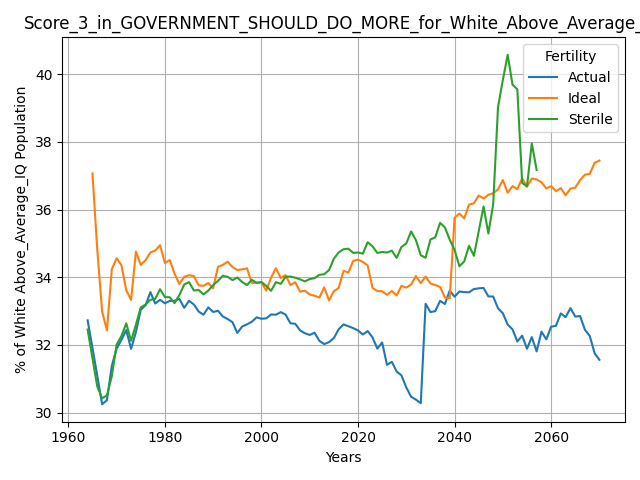 Score_3_in_GOVERNMENT_SHOULD_DO_MORE_for_White_Above_Average_
Fertility
Actual
Ideal
Sterile
% of White Above_Average_IQ Population
40
38
36
34
32
30
1960
1980
2000
2020
2040
2060
Years